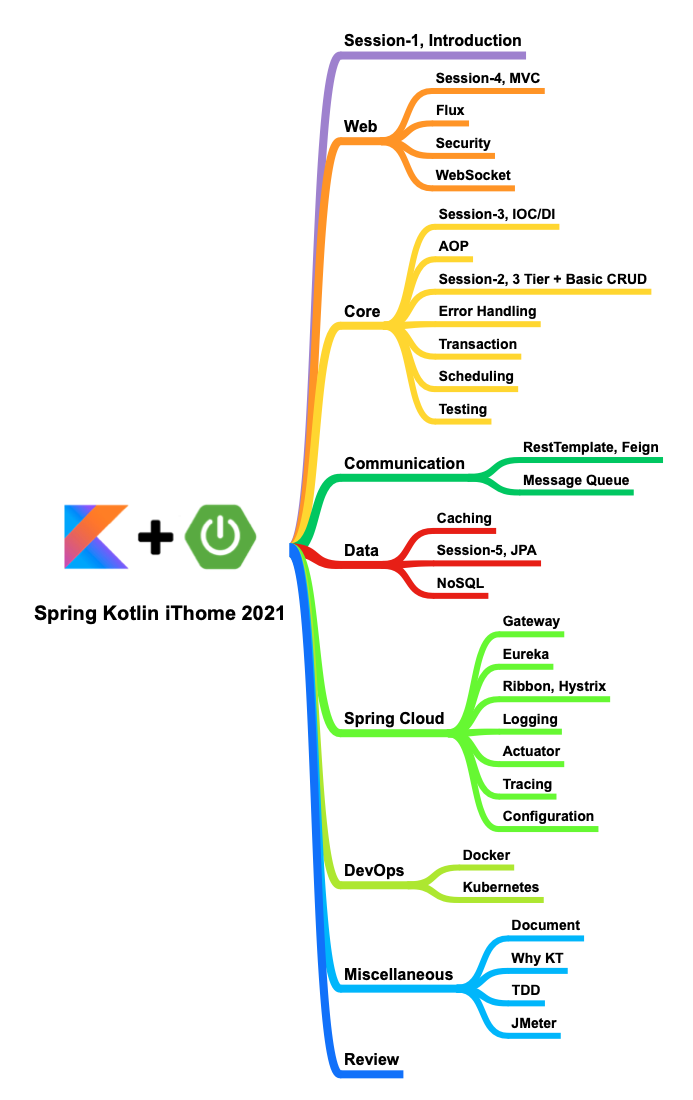 Session-1, Introduction
Web
Session-4, MVC
Flux
Security
WebSocket
Core
Session-3, IOC/DI
AOP
Session-2, 3 Tier + Basic CRUD
Error Handling
Transaction
Scheduling
Testing
Communication
RestTemplate, Feign
Message Queue
Data
Caching
Session-5, JPA
NoSQL
Spring Kotlin iThome 2021
Spring Cloud
Gateway
Eureka
Ribbon, Hystrix
Logging
Actuator
Tracing
Configuration
DevOps
Docker
Kubernetes
Miscellaneous
Document
Why KT
TDD
JMeter
Review